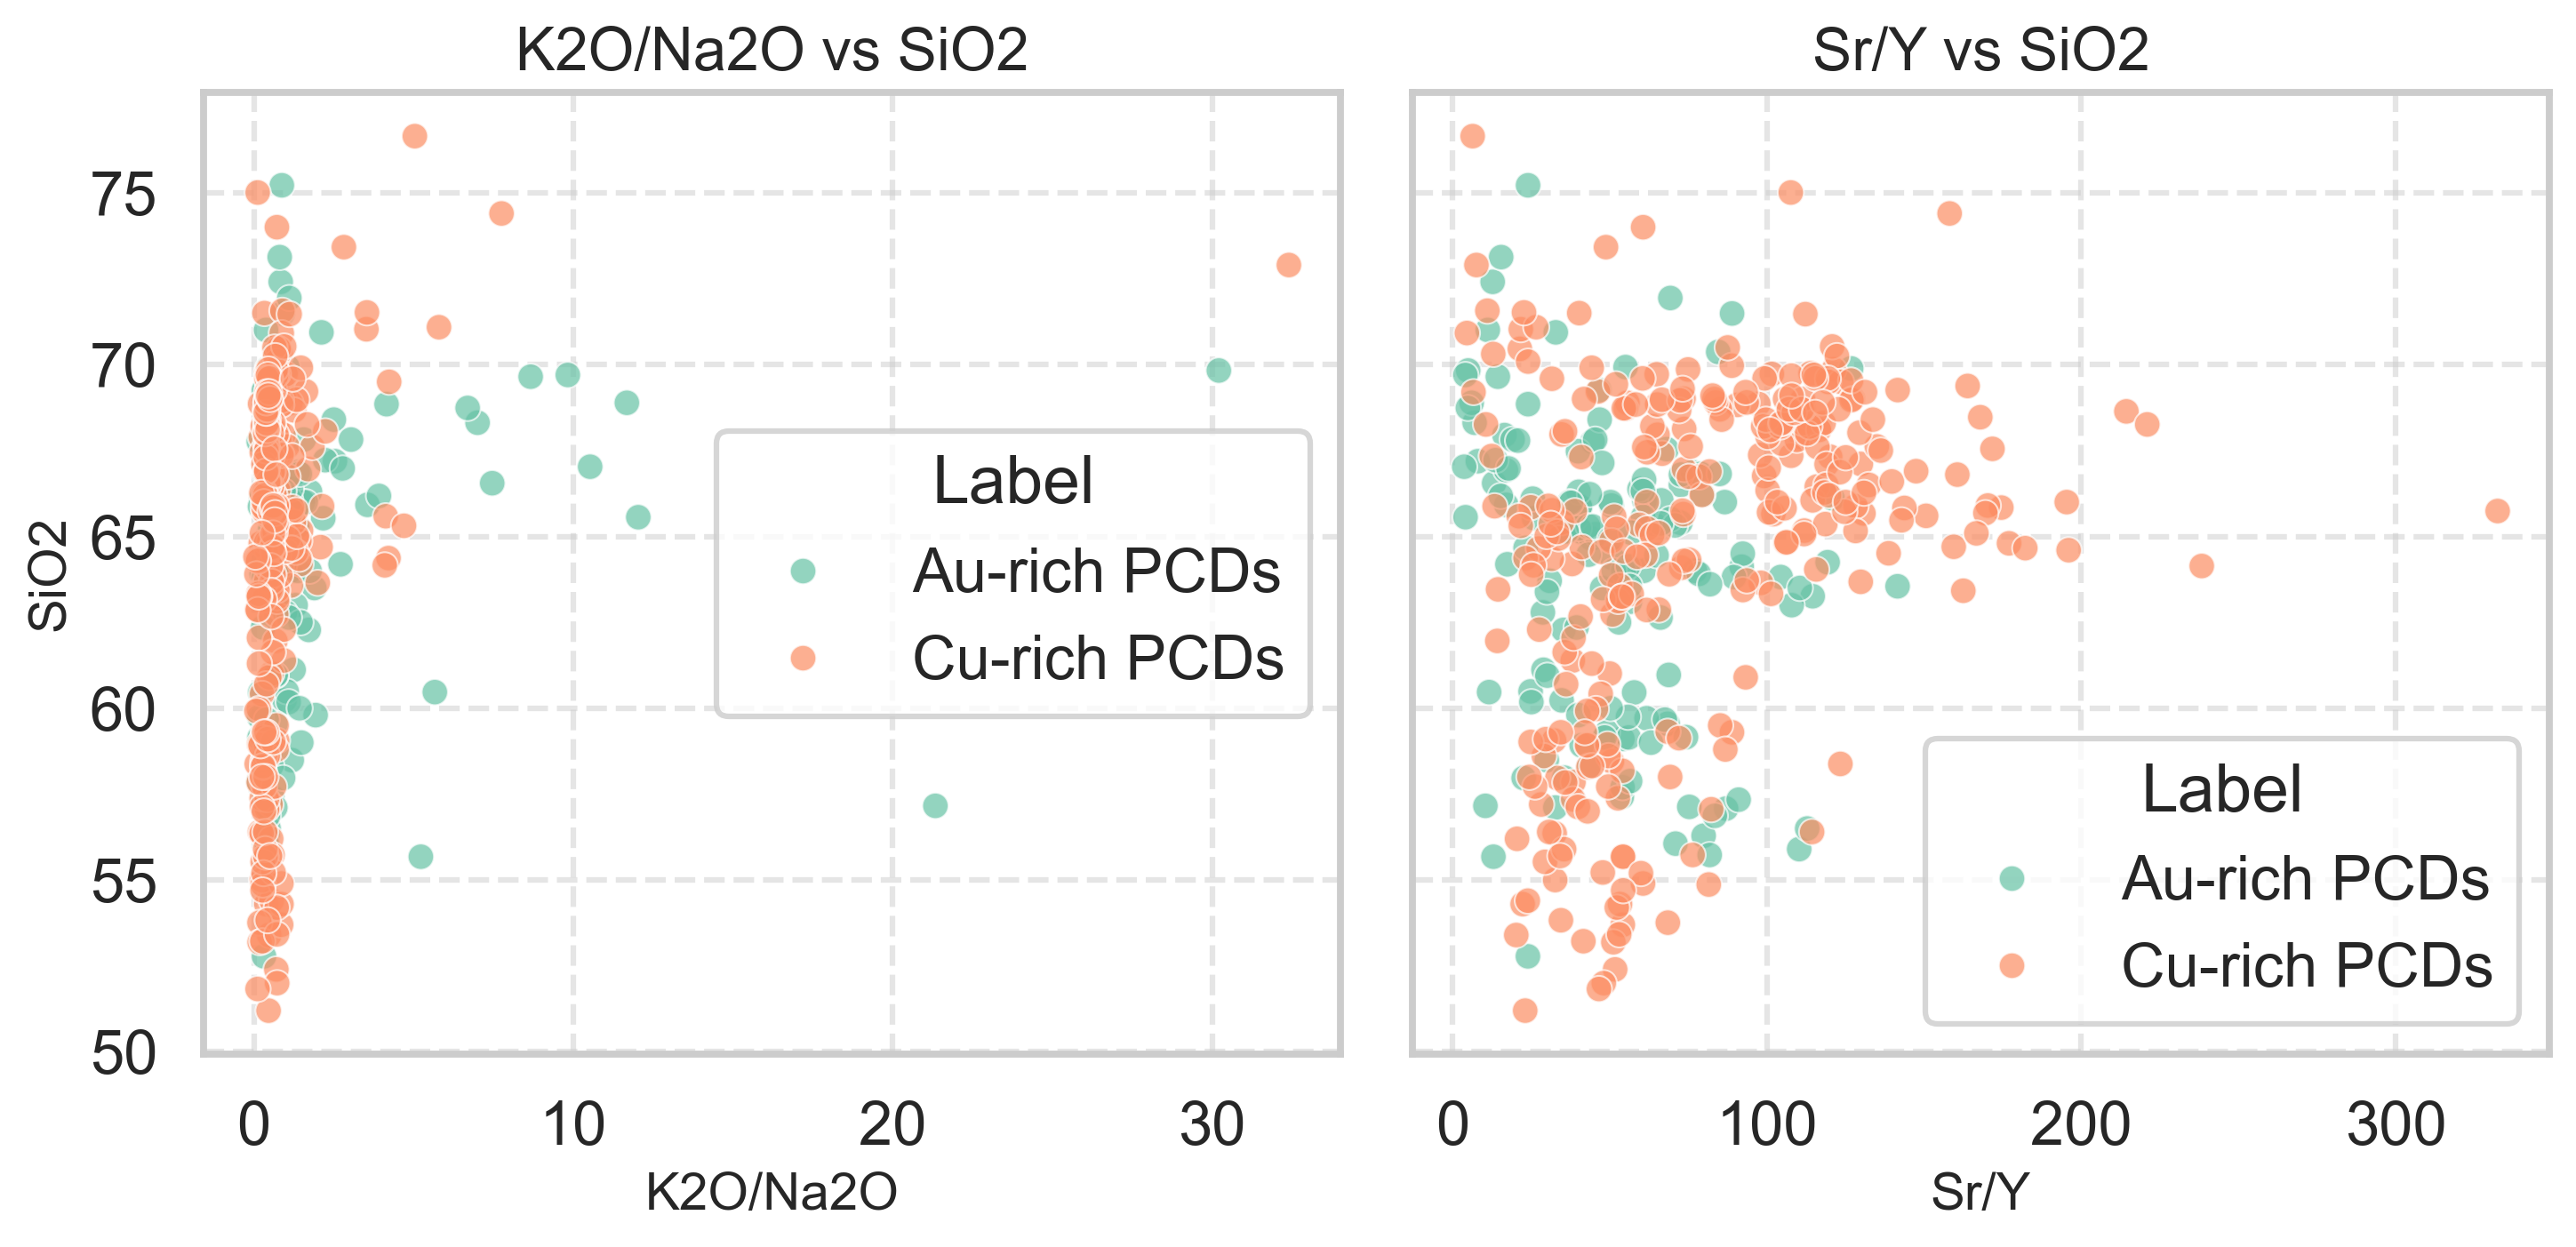 K2O/Na2O vs SiO2
Sr/Y vs SiO2
SiO2
75
70
65
60
55
50
0
10
20
30
K2O/Na2O
Label
Au-rich PCDs
Cu-rich PCDs
0
100
200
300
Sr/Y
Label
Au-rich PCDs
Cu-rich PCDs